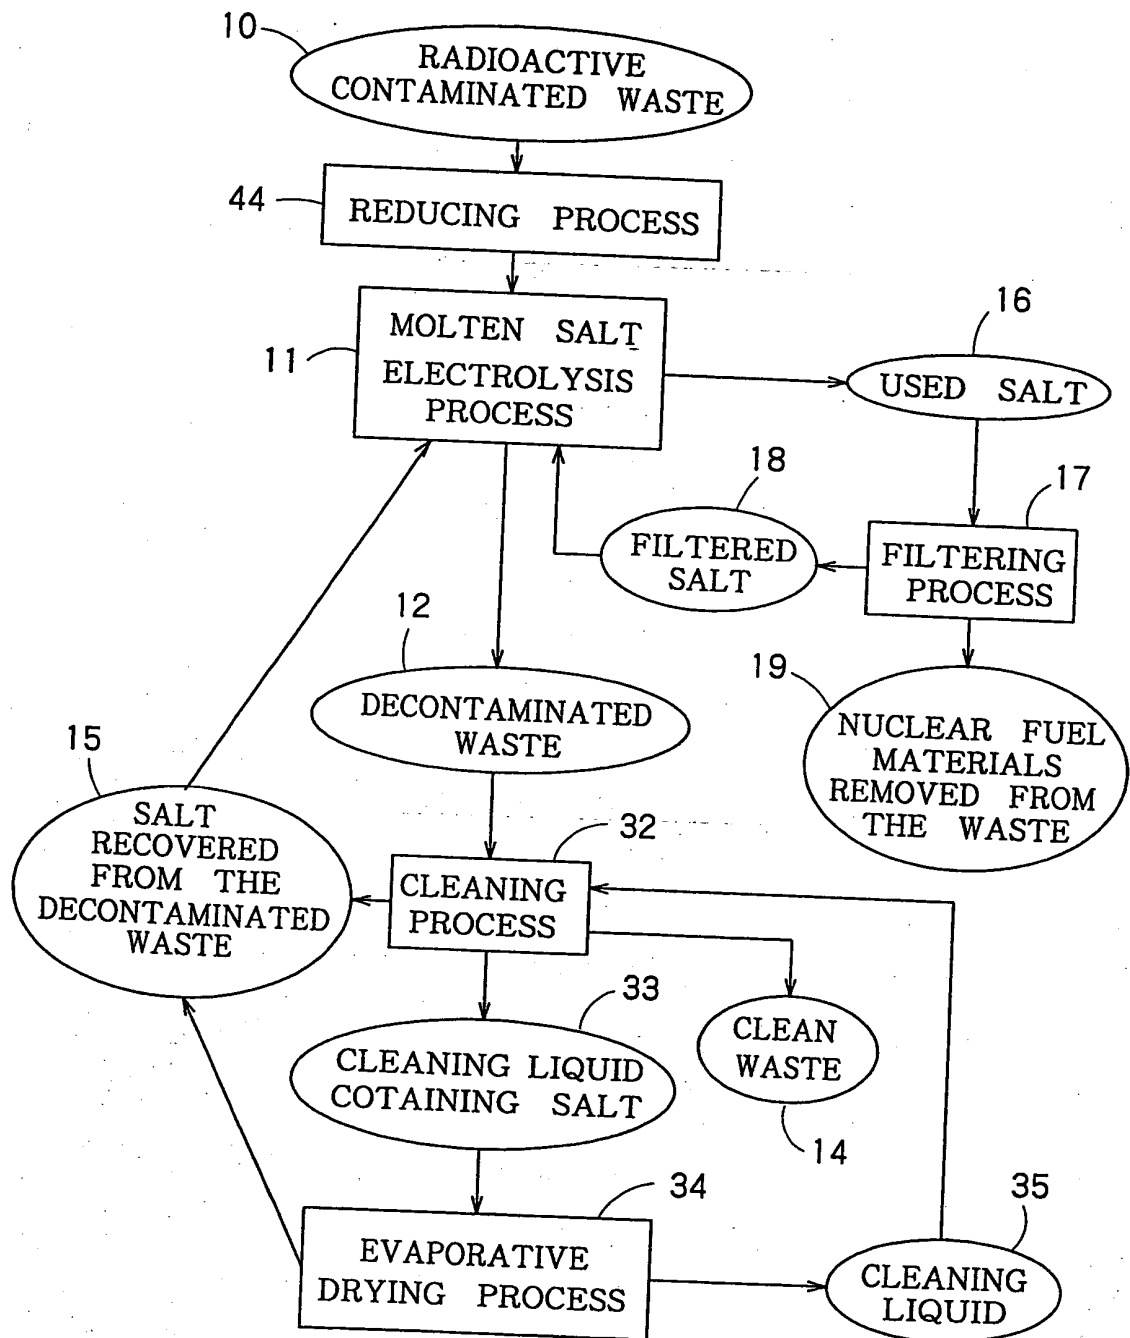 10
RADIOACTIVE
CONTAMINATED WASTE
44
REDUCING PROCESS
11
MOLTEN SALT
ELECTROLYSIS
PROCESS
16
USED SALT
18
FILTERED
SALT
17
FILTERING
PROCESS
12
DECONTAMINATED
WASTE
19
NUCLEAR FUEL
MATERIALS
REMOVED FROM
THE WASTE
15
SALT
RECOVERED
FROM THE
DECONTAMINATED
WASTE
32
CLEANING
PROCESS
33
CLEANING LIQUID
COTAINING SALT
CLEAN
WASTE
14
34
EVAPORATIVE
DRYING PROCESS
35
CLEANING
LIQUID